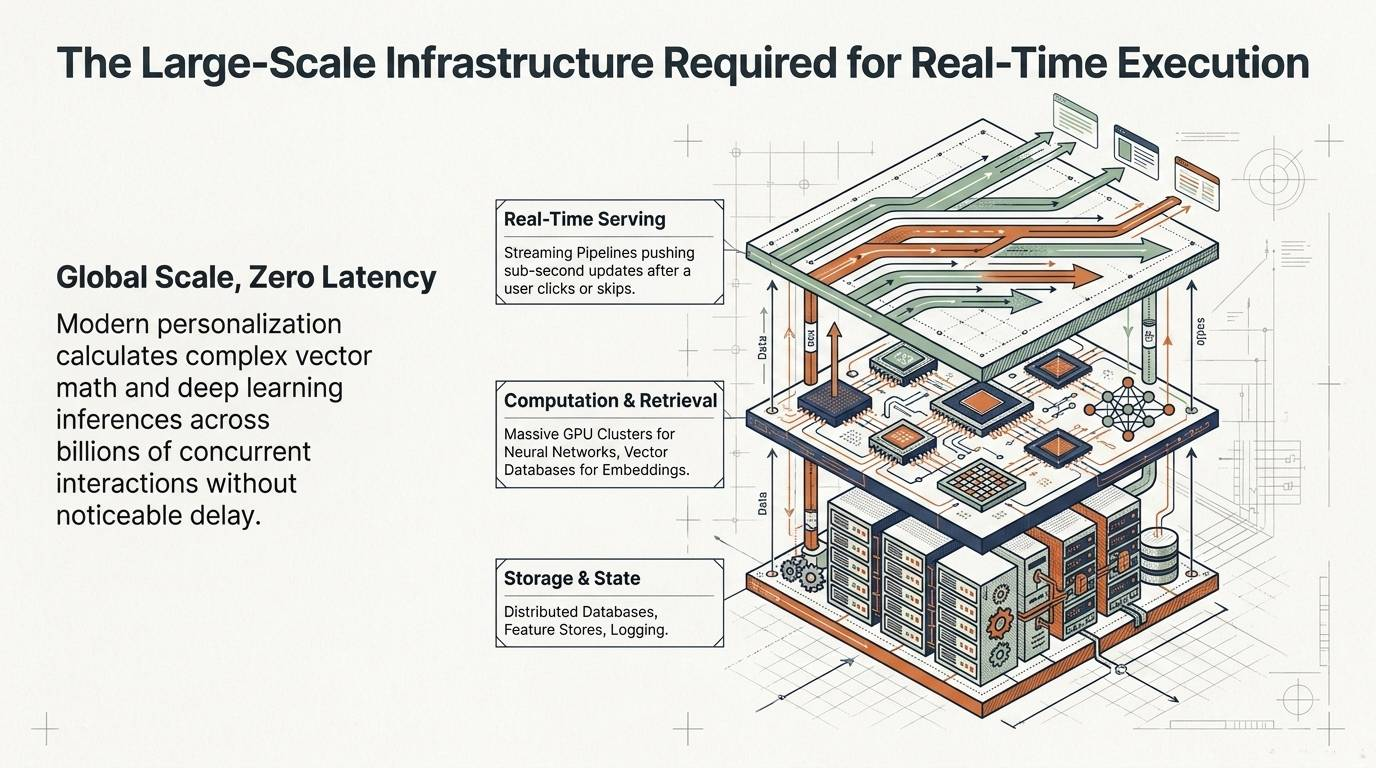 The Large-Scale Infrastructure Required for Real-Time Execution
Global Scale, Zero Latency
Modern personalization
calculates complex vector
math and deep learning
inferences across
billions of concurrent
interactions without
noticeable delay.
Real-Time Serving
Streaming Pipelines pushing
sub-second updates after a
user clicks or skips.
Computation & Retrieval
Massive GPU Clusters for
Neural Networks, Vector
Databases for Embeddings.
Storage & State
Distributed Databases,
Feature Stores, Logging.
Data
Data